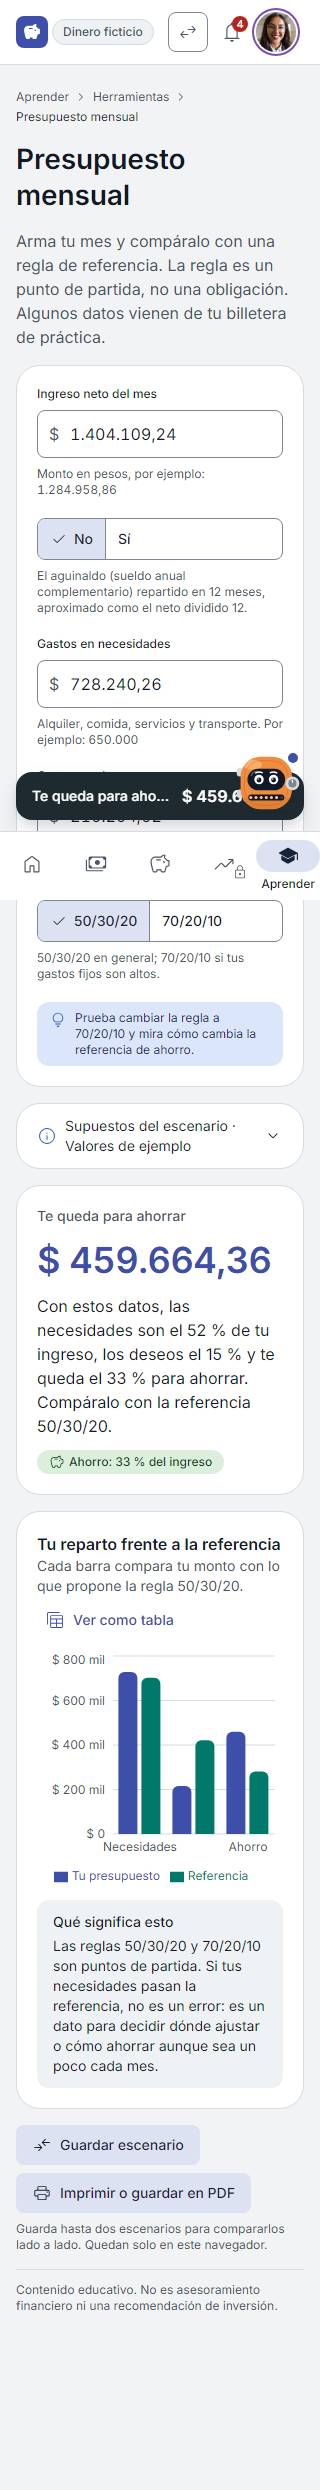 Dinero ficticio
4
Aprender > Herramientas >
Presupuesto mensual
Presupuesto
mensual
Arma tu mes y compáralo con una
regla de referencia. La regla es un
punto de partida, no una obligación.
Algunos datos vienen de tu billetera
de práctica.
Ingreso neto del mes
$ 1.404.109,24
Monto en pesos, por ejemplo:
1.284.958,86
No Sí
El aguinaldo (sueldo anual
complementario) repartido en 12 meses,
aproximado como el neto dividido 12.
Gastos en necesidades
$ 728.240,26
Alquiler, comida, servicios y transporte. Por
ejemplo: 650.000
Te queda para aho... $ 459.6
Aprender
50/30/20 70/20/10
50/30/20 en general; 70/20/10 si tus
gastos fijos son altos.
Prueba cambiar la regla a
70/20/10 y mira cómo cambia la
referencia de ahorro.
Supuestos del escenario ·
Valores de ejemplo
Te queda para ahorrar
$ 459.664,36
Con estos datos, las
necesidades son el 52 % de tu
ingreso, los deseos el 15 % y te
queda el 33 % para ahorrar.
Compáralo con la referencia
50/30/20.
Ahorro: 33 % del ingreso
Tu reparto frente a la referencia
Cada barra compara tu monto con lo
que propone la regla 50/30/20.
Ver como tabla
$ 800 mil
$ 600 mil
$ 400 mil
$ 200 mil
$ 0
Necesidades Ahorro
Tu presupuesto Referencia
Qué significa esto
Las reglas 50/30/20 y 70/20/10
son puntos de partida. Si tus
necesidades pasan la
referencia, no es un error: es un
dato para decidir dónde ajustar
o cómo ahorrar aunque sea un
poco cada mes.
Guardar escenario
Imprimir o guardar en PDF
Guarda hasta dos escenarios para compararlos
lado a lado. Quedan solo en este navegador.
Contenido educativo. No es asesoramiento
financiero ni una recomendación de inversión.